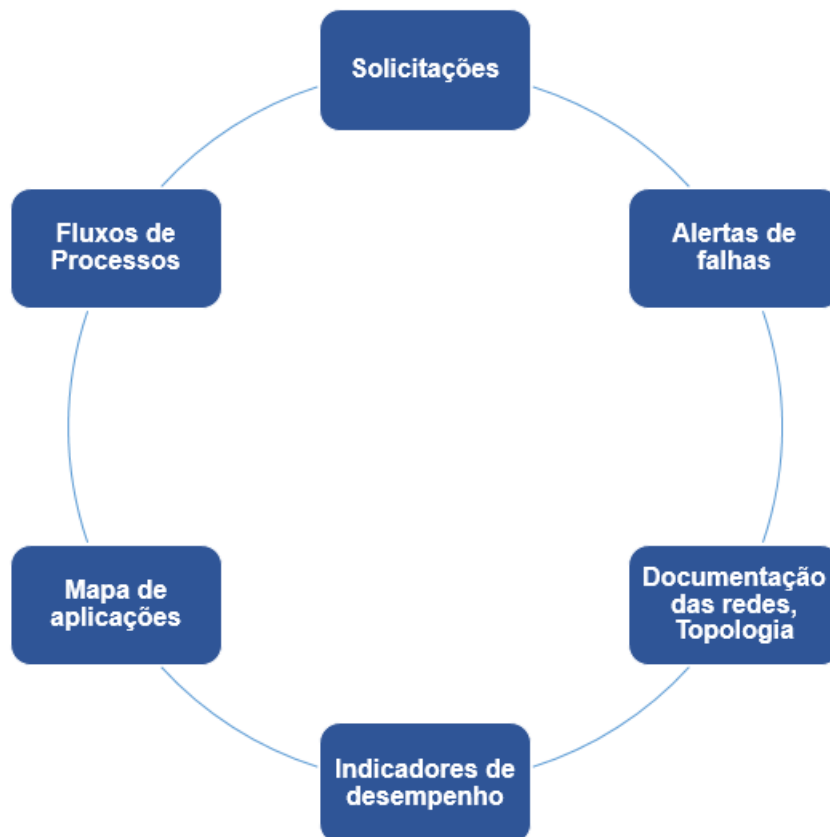 Solicitações
Alertas de
falhas
Documentação
das redes,
Topologia
Indicadores de
desempenho
Mapa de
aplicações
Fluxos de
Processos